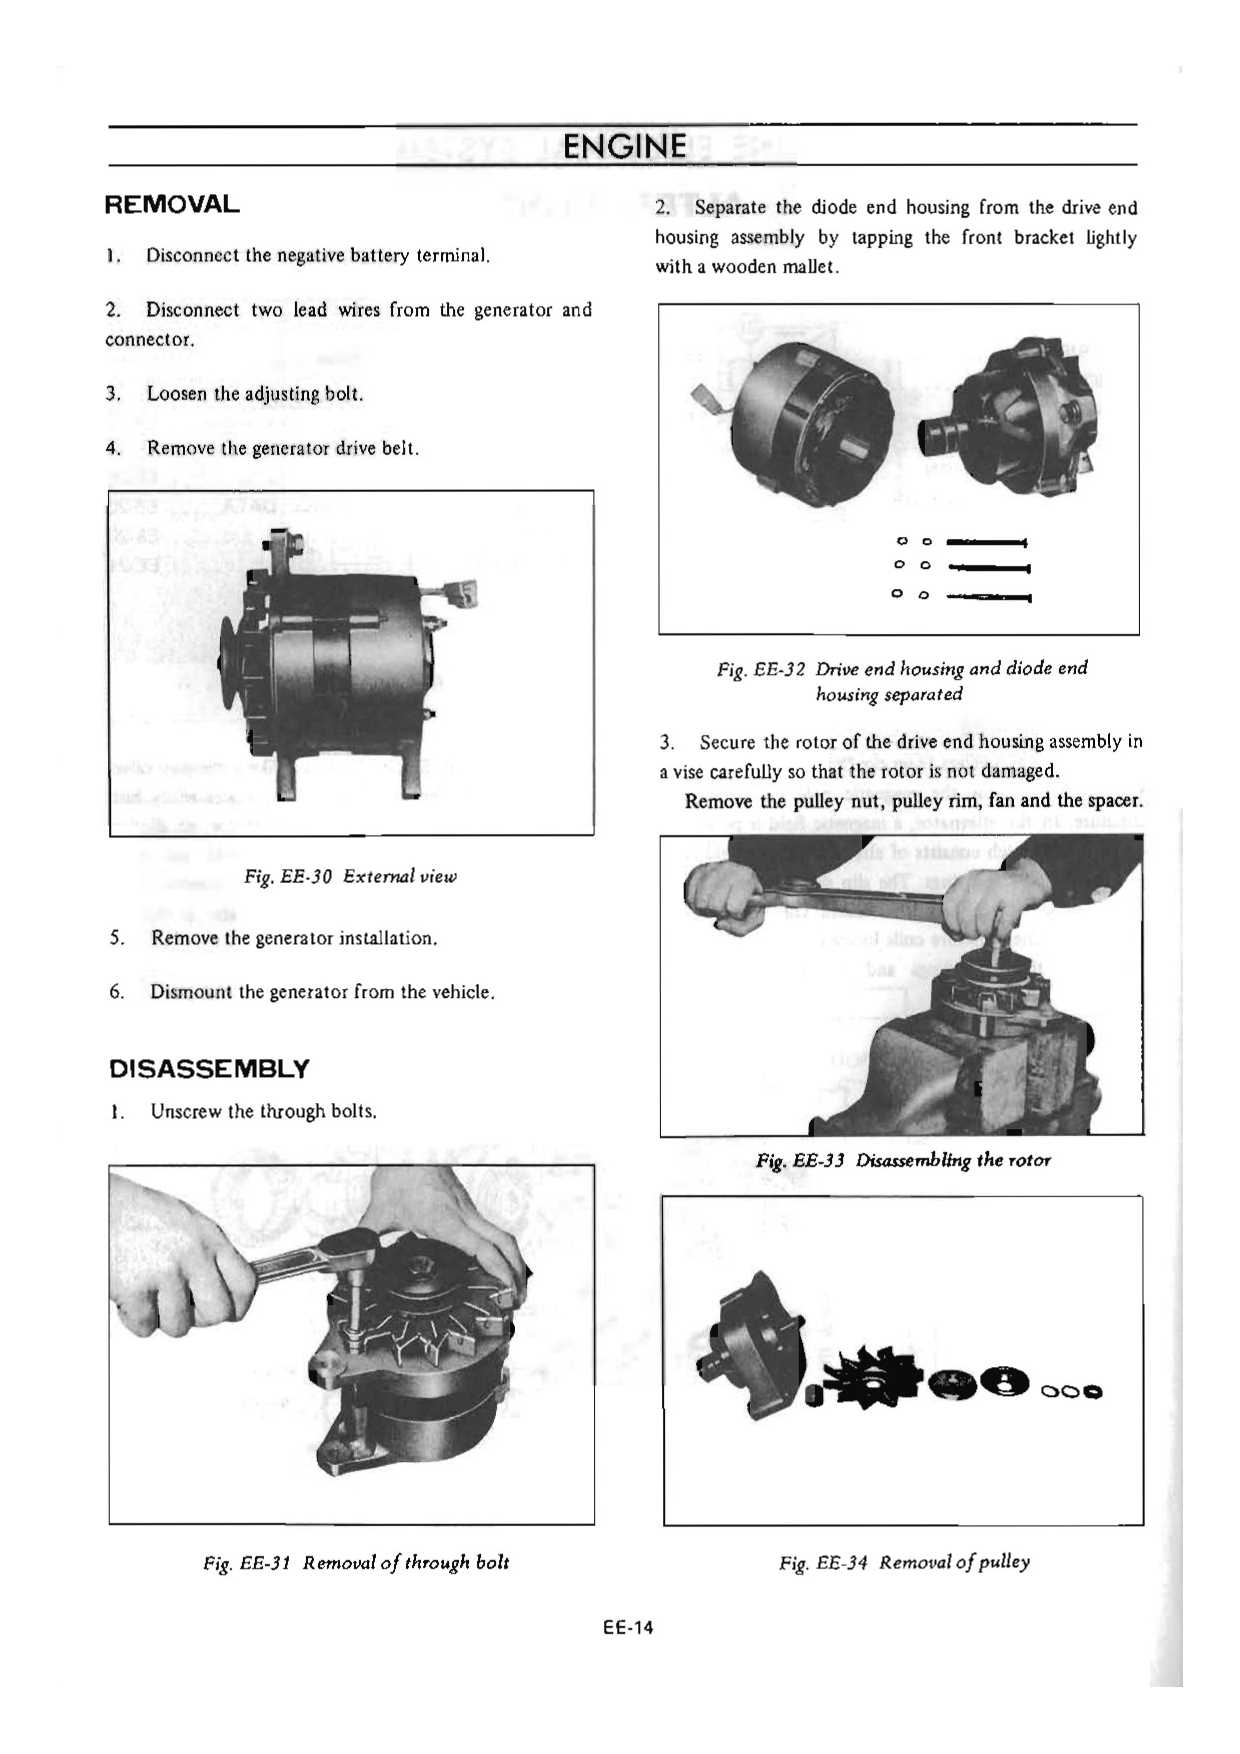 ENGINE
REMOVAL
1. Disconnect the negative battery terminal.
2. Disconnect two lead wires from the generator and
connector.
3. Loosen the adjusting bolt.
4. Remove the generator drive belt.
Fig. EE-30 External view
5. Remove the generator installation.
6. Dismount the generator from the vehicle.
DISASSEMBLY
1. Unscrew the through bolts.
Fig. EE-31 Removal of through bolt
2. Separate the diode end housing from the drive end
housing assembly by tapping the front bracket lightly
with a wooden mallet.
Fig. EE-32 Drive end housing and diode end
housing separated
3. Secure the rotor of the drive end housing assembly in
a vise carefully so that the rotor is not damaged.
Remove the pulley nut, pulley rim, fan and the spacer.
Fig. EE-33 Disassembling the rotor
Fig. EE-34 Removal of pulley
EE-14